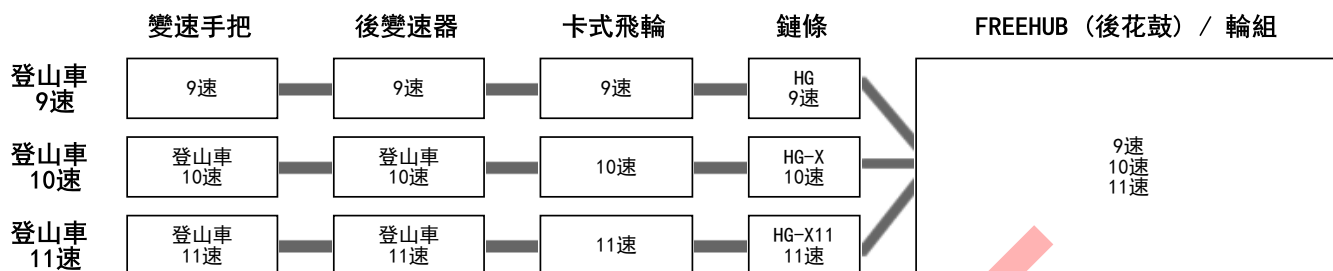 變速手把 後變速器 卡式飛輪 鏈條 FREEHUB (後花鼓) / 輪組
登山車
9速
9速
9速
9速
HG
9速
登山車
10速
登山車
10速
登山車
10速
10速
HG-X
10速
9速
10速
11速
登山車
11速
登山車
11速
登山車
11速
11速
HG-X11
11速